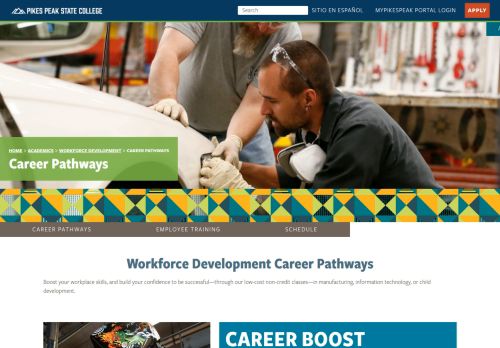 PIKES PEAK STATE COLLEGE
Search
SITIO EN ESPAÑOL
MYPIKESPEAK PORTAL LOGIN
APPLY
HOME > ACADEMICS > WORKFORCE DEVELOPMENT > CAREER PATHWAYS
Career Pathways
CAREER PATHWAYS
EMPLOYEE TRAINING
SCHEDULE
Workforce Development Career Pathways
Boost your workplace skills, and build your confidence to be successful—through our low-cost non-credit classes—in manufacturing, information technology, or child
development.
CAREER BOOST